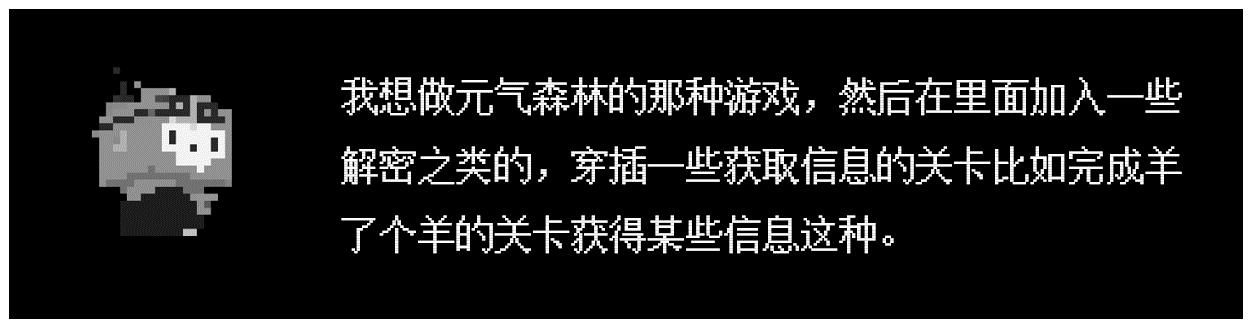 我想做元气森林的那种游戏，然后在里面加入一些
解密之类的，穿插一些获取信息的关卡比如完成羊
了个羊的关卡获得某些信息这种。